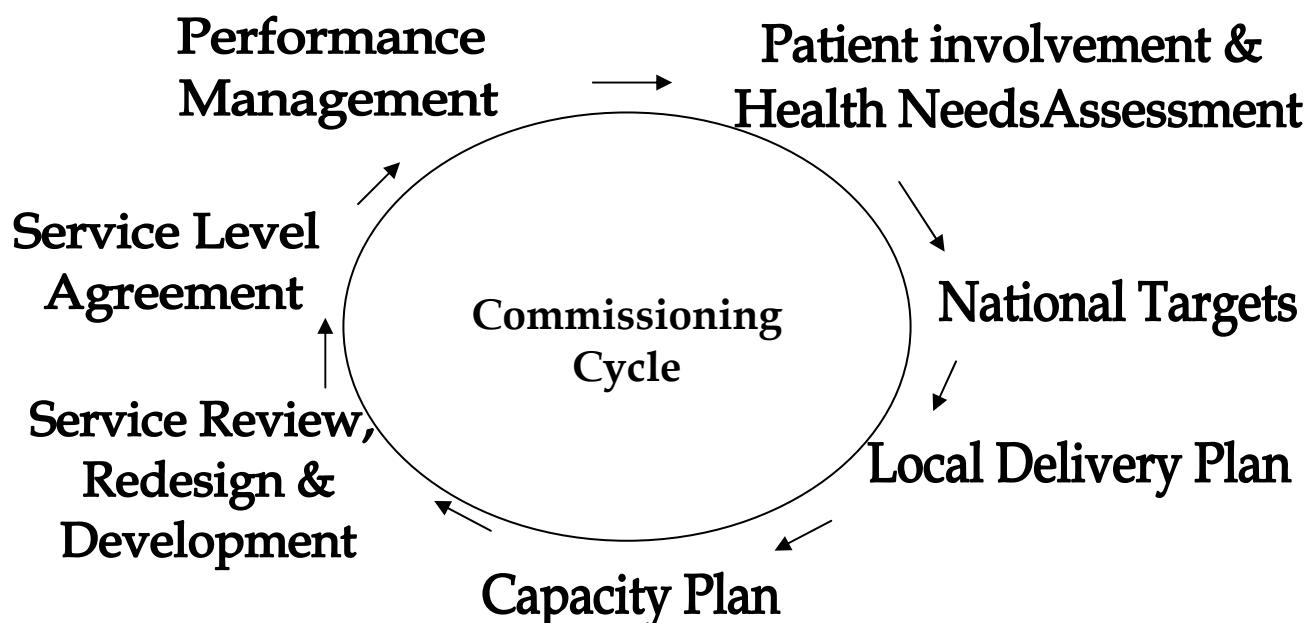 Performance
Management
Patient involvement &
Health NeedsAssessment
Service Level
Agreement
National Targets
Commissioning
Cycle
Service Review,
Redesign &
Development
Local Delivery Plan
Capacity Plan